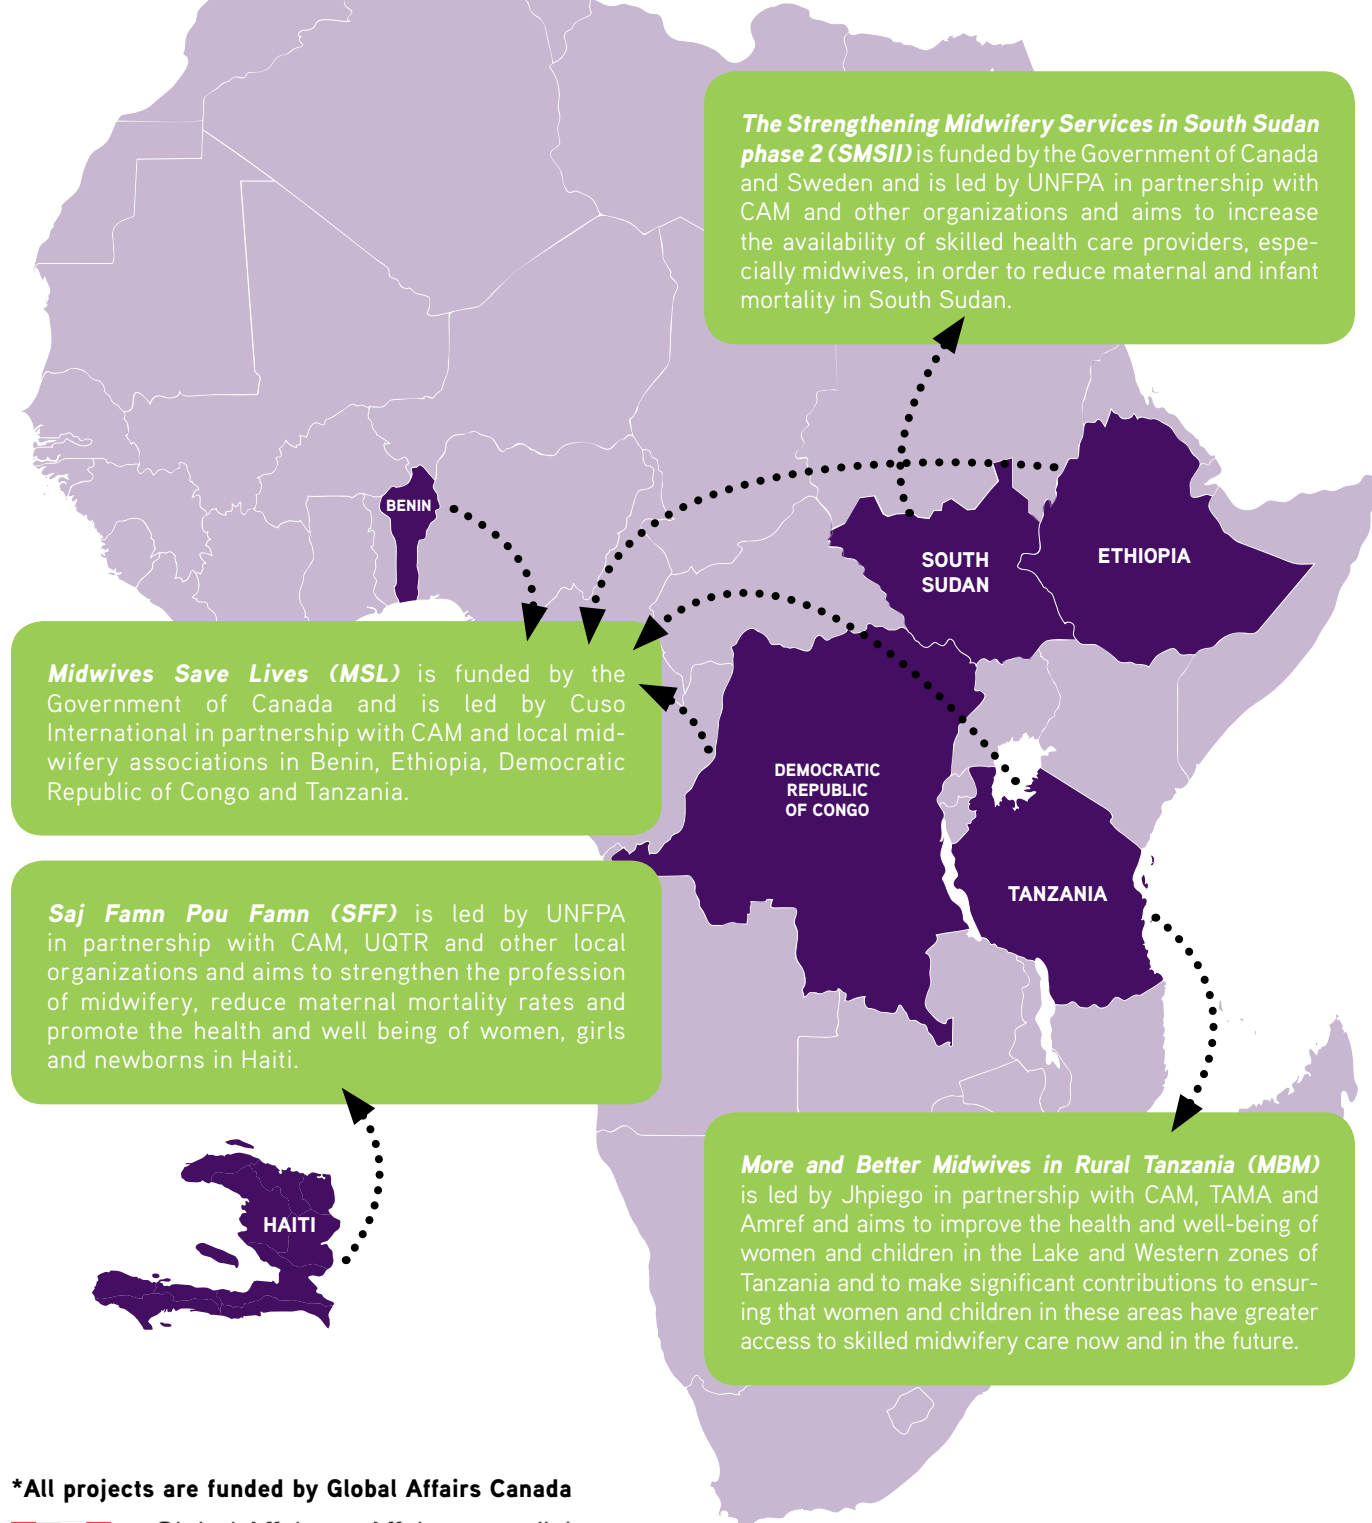 The Strengthening Midwifery Services in South Sudan
phase 2 (SMSII) is funded by the Government of Canada
and Sweden and is led by UNFPA in partnership with
CAM and other organizations and aims to increase
the availability of skilled health care providers, espe-
cially midwives, in order to reduce maternal and infant
mortality in South Sudan.
BENIN
SOUTH
SUDAN
ETHIOPIA
Midwives Save Lives (MSL) is funded by the
Government of Canada and is led by Cuso
International in partnership with CAM and local mid-
wifery associations in Benin, Ethiopia, Democratic
Republic of Congo and Tanzania.
DEMOCRATIC
REPUBLIC
OF CONGO
TANZANIA
Saj Famn Pou Famn (SFF) is led by UNFPA
in partnership with CAM, UQTR and other local
organizations and aims to strengthen the profession
of midwifery, reduce maternal mortality rates and
promote the health and well being of women, girls
and newborns in Haiti.
HAITI
More and Better Midwives in Rural Tanzania (MBM)
is led by Jhpiego in partnership with CAM, TAMA and
Amref and aims to improve the health and well-being of
women and children in the Lake and Western zones of
Tanzania and to make significant contributions to ensur-
ing that women and children in these areas have greater
access to skilled midwifery care now and in the future.
*All projects are funded by Global Affairs Canada